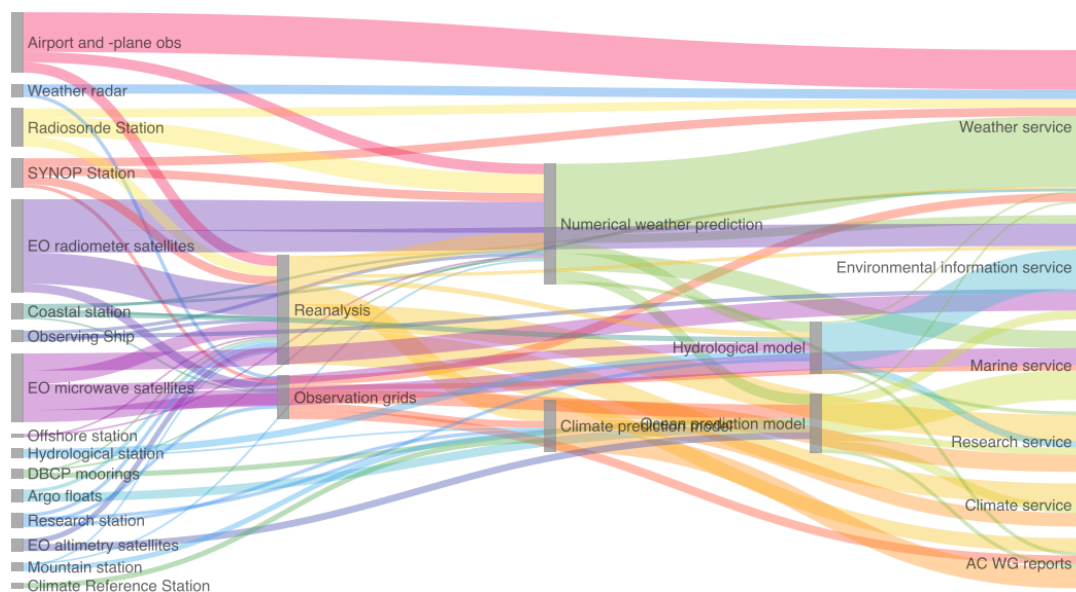 Airport and -plane obs
Weather radar
Radiosonde Station
SYNOP Station
EO radiometer satellites
Coastal station
Observing Ship
EO microwave satellites
Offshore station
Hydrological station
DBCP moorings
Argo floats
Research station
EO altimetry satellites
Mountain station
Climate Reference Station
Reanalysis
Observation grids
Numerical weather prediction
Climate prediction model
Hydrological model
Ocean prediction model
Weather service
Environmental information service
Marine service
Research service
Climate service
AC WG reports